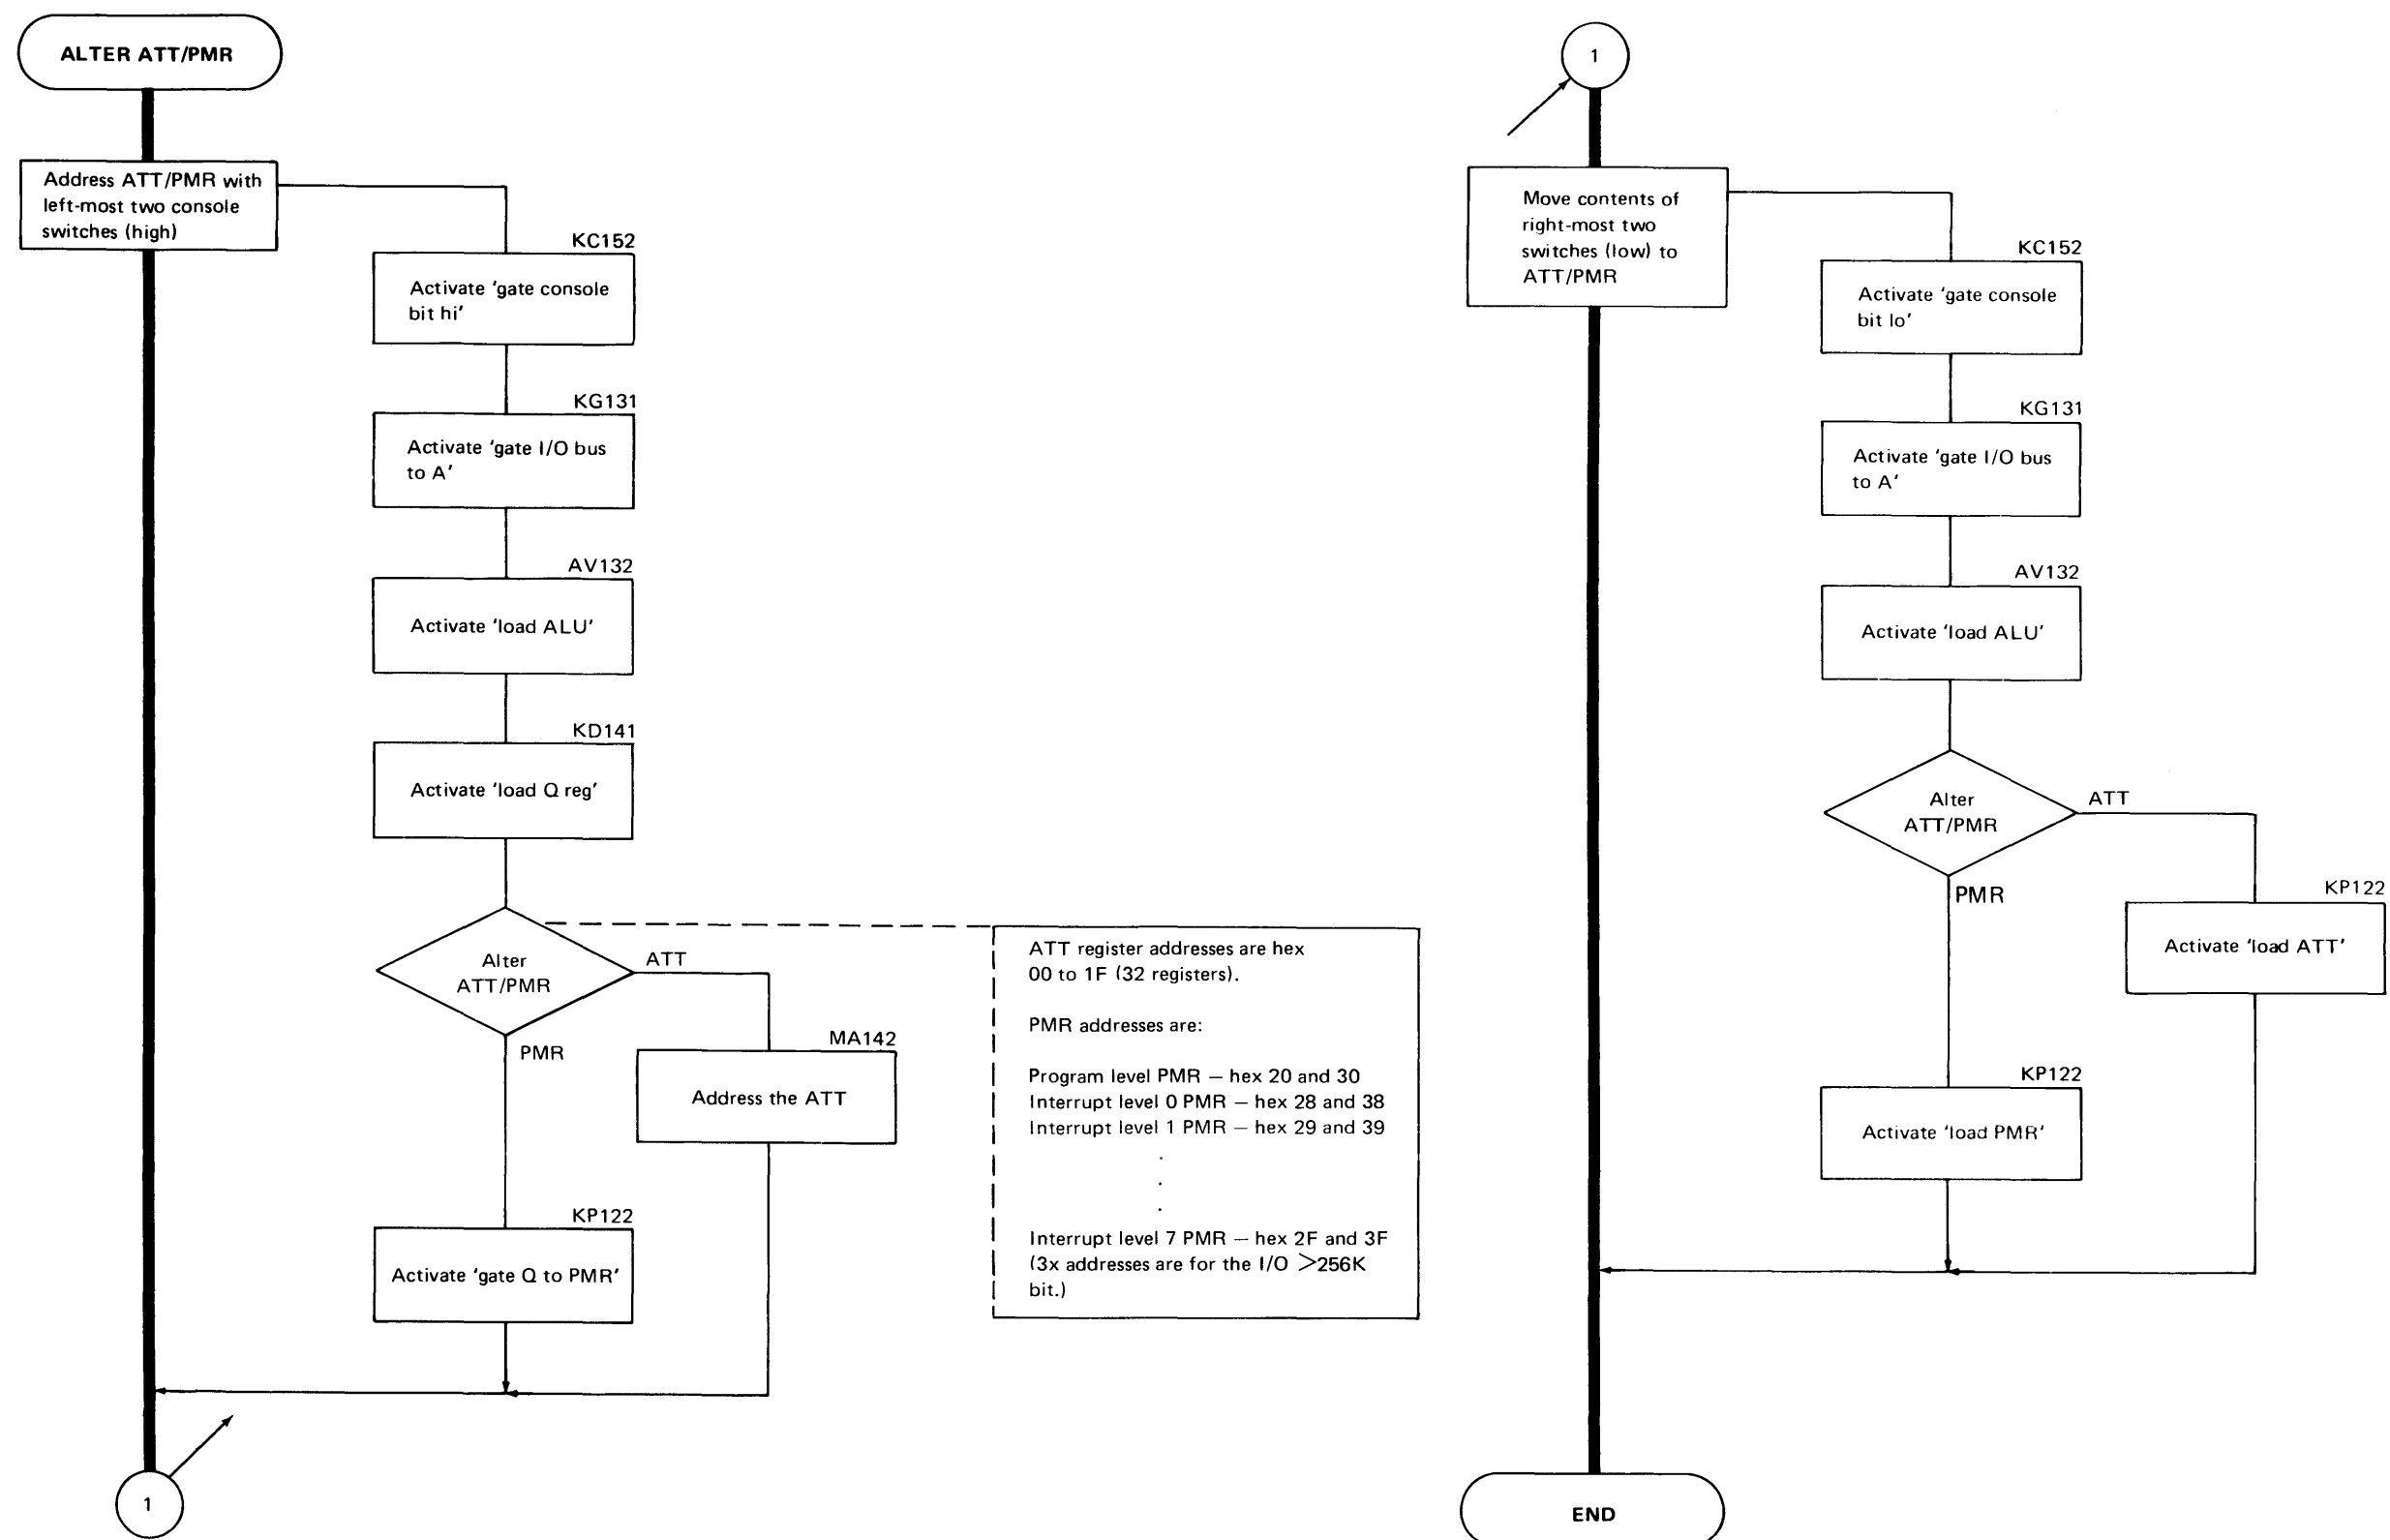 ALTER ATT/PMR
Address ATT/PMR with
left-most two console
switches (high)
KC152
Activate 'gate console
bit hi'
KG131
Activate 'gate I/O bus
to A'
AV132
Activate 'load ALU'
KD141
Activate 'load Q reg'
Alter
ATT/PMR
ATT
PMR
MA142
Address the ATT
KP122
Activate 'gate Q to PMR'
1
ATT register addresses are hex
00 to 1F (32 registers).
PMR addresses are:
Program level PMR — hex 20 and 30
Interrupt level 0 PMR — hex 28 and 38
Interrupt level 1 PMR — hex 29 and 39
.
.
.
Interrupt level 7 PMR — hex 2F and 3F
(3x addresses are for the I/O >256K
bit.)
1
Move contents of
right-most two
switches (low) to
ATT/PMR
KC152
Activate 'gate console
bit lo'
KG131
Activate 'gate I/O bus
to A'
AV132
Activate 'load ALU'
Alter
ATT/PMR
ATT
PMR
KP122
Activate 'load ATT'
KP122
Activate 'load PMR'
END